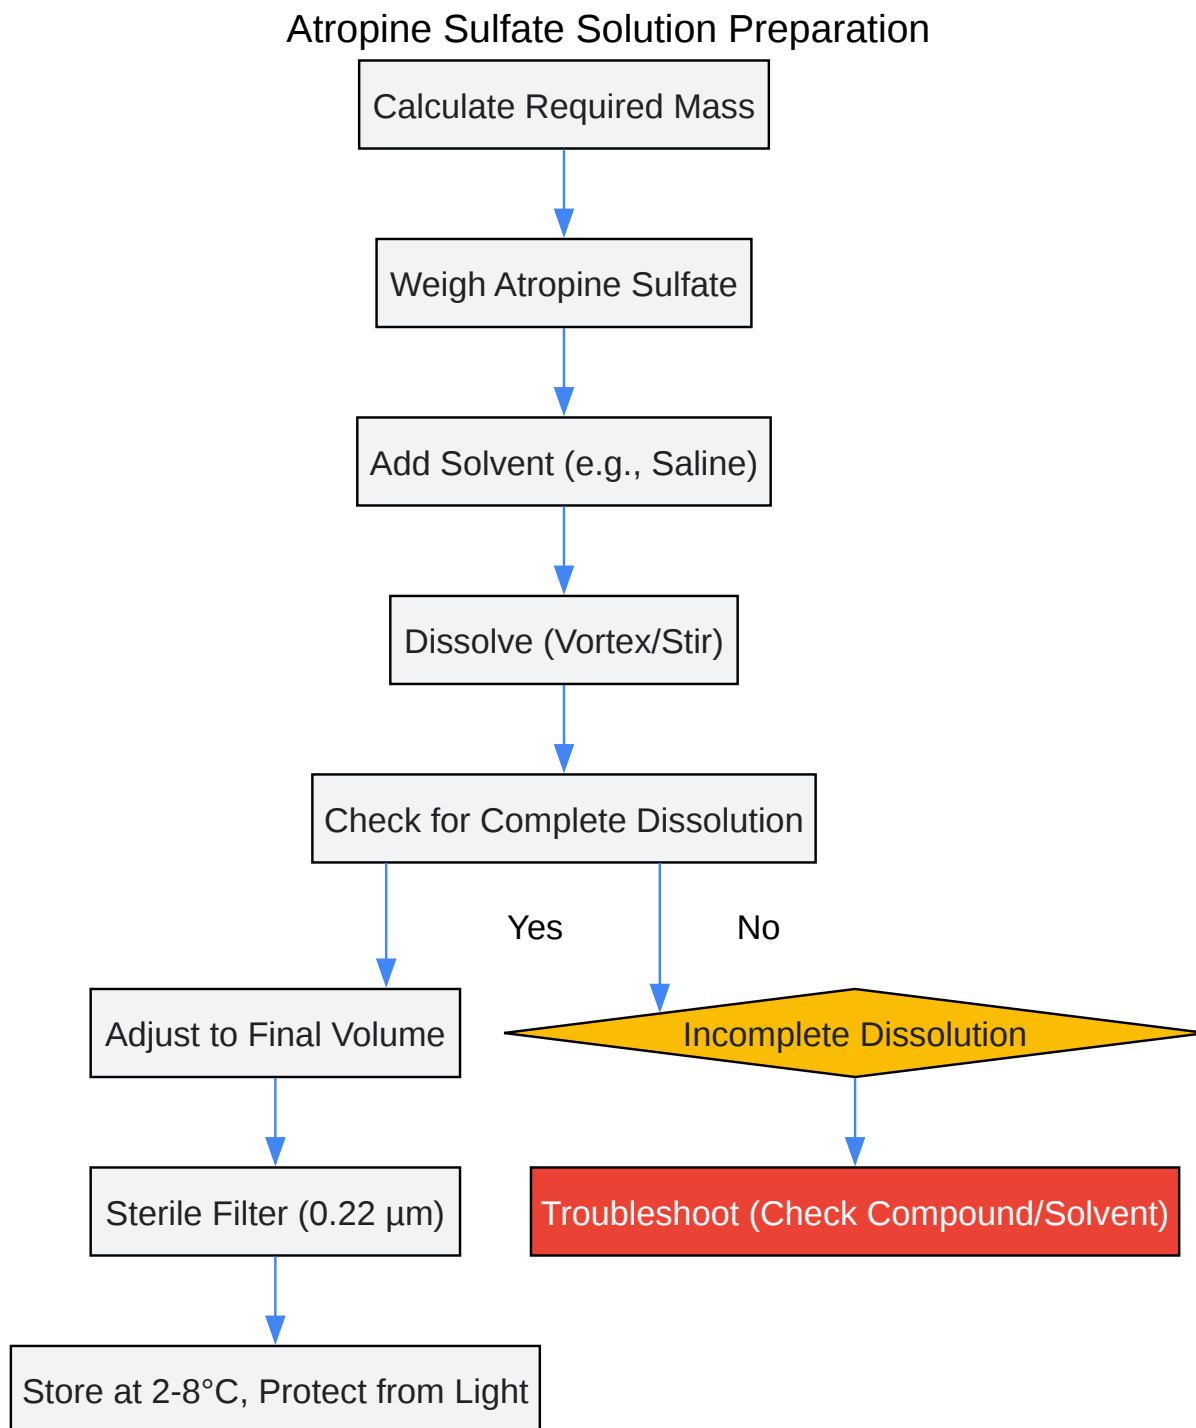 Atropine Sulfate Solution Preparation
Calculate Required Mass
Weigh Atropine Sulfate
Add Solvent (e.g., Saline)
Dissolve (Vortex/Stir)
Check for Complete Dissolution
Yes
No
Adjust to Final Volume
Incomplete Dissolution
Sterile Filter (0.22 µm)
Troubleshoot (Check Compound/Solvent)
Store at 2-8°C, Protect from Light